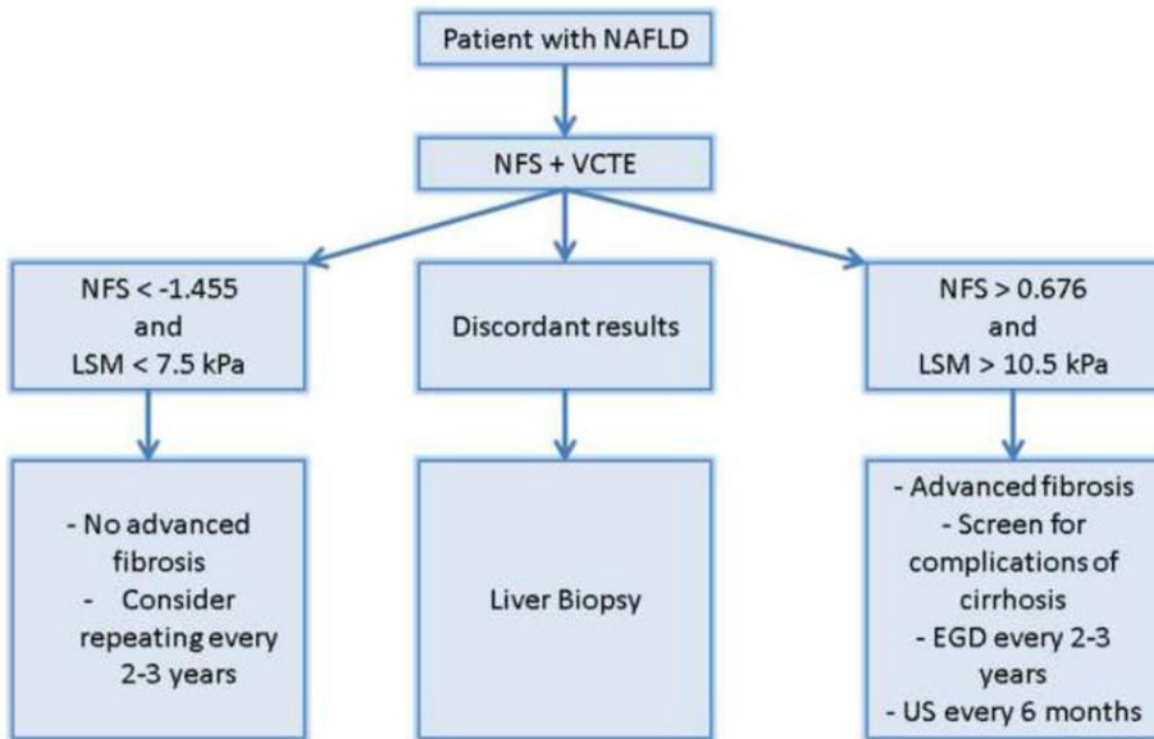 Patient with NAFLD
NFS + VCTE
NFS < -1.455
and
LSM < 7.5 kPa
Discordant results
NFS > 0.676
and
LSM > 10.5 kPa
- No advanced
fibrosis
- Consider
repeating every
2-3 years
Liver Biopsy
- Advanced fibrosis
- Screen for
complications of
cirrhosis
- EGD every 2-3
years
- US every 6 months